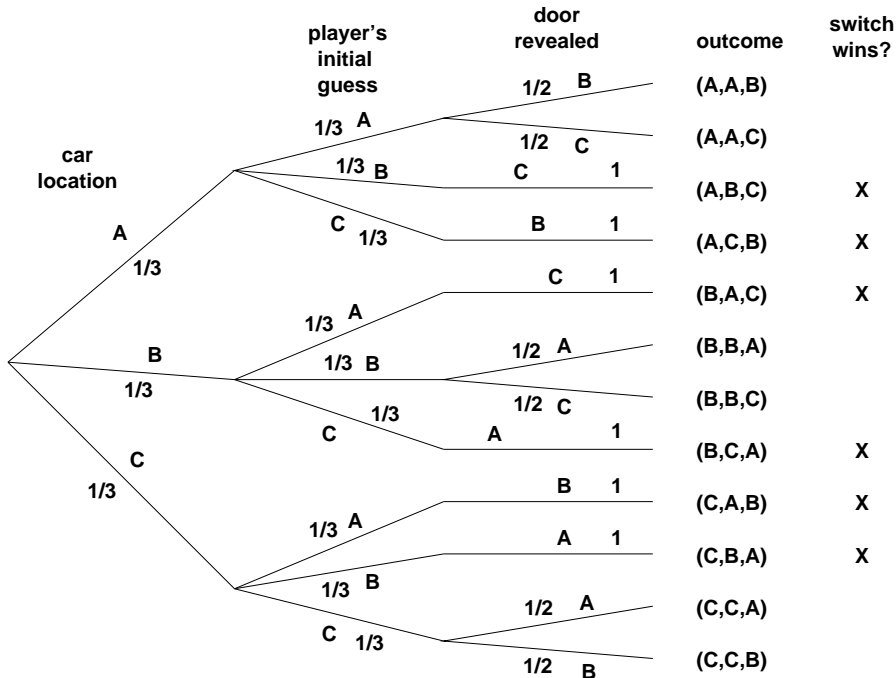 car
location
player's
initial
guess
door
revealed
outcome
switch
wins?
A
1/3
B
1/3
C
1/3
1/3 A
1/3 B
C 1/3
1/3 A
1/3 B
C 1/3
1/3 A
1/3 B
C 1/3
1/2 B
(A,A,B)
1/2 C
(A,A,C)
C 1
(A,B,C) X
B 1
(A,C,B) X
C 1
(B,A,C) X
1/2 A
(B,B,A)
1/2 C
(B,B,C)
A 1
(B,C,A) X
B 1
(C,A,B) X
A 1
(C,B,A) X
1/2 A
(C,C,A)
1/2 B
(C,C,B)